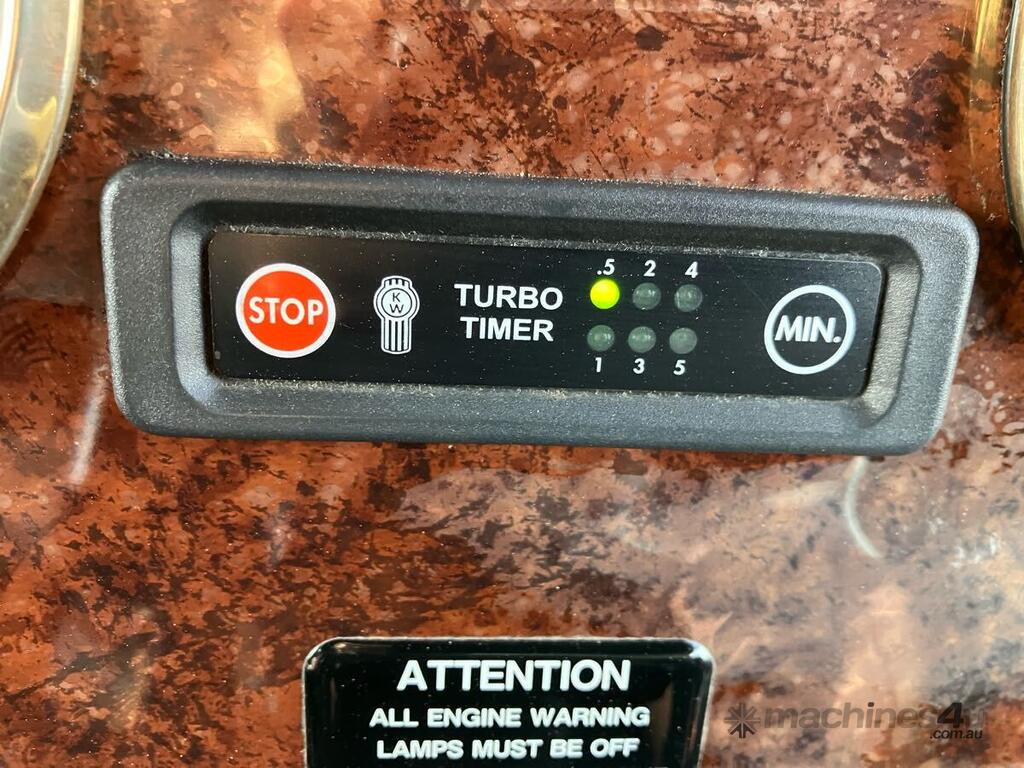 .5 2 4
STOP
KW
TURBO
TIMER
MIN.
1 3 5
ATTENTION
ALL ENGINE WARNING
LAMPS MUST BE OFF
machines4u
.com.au